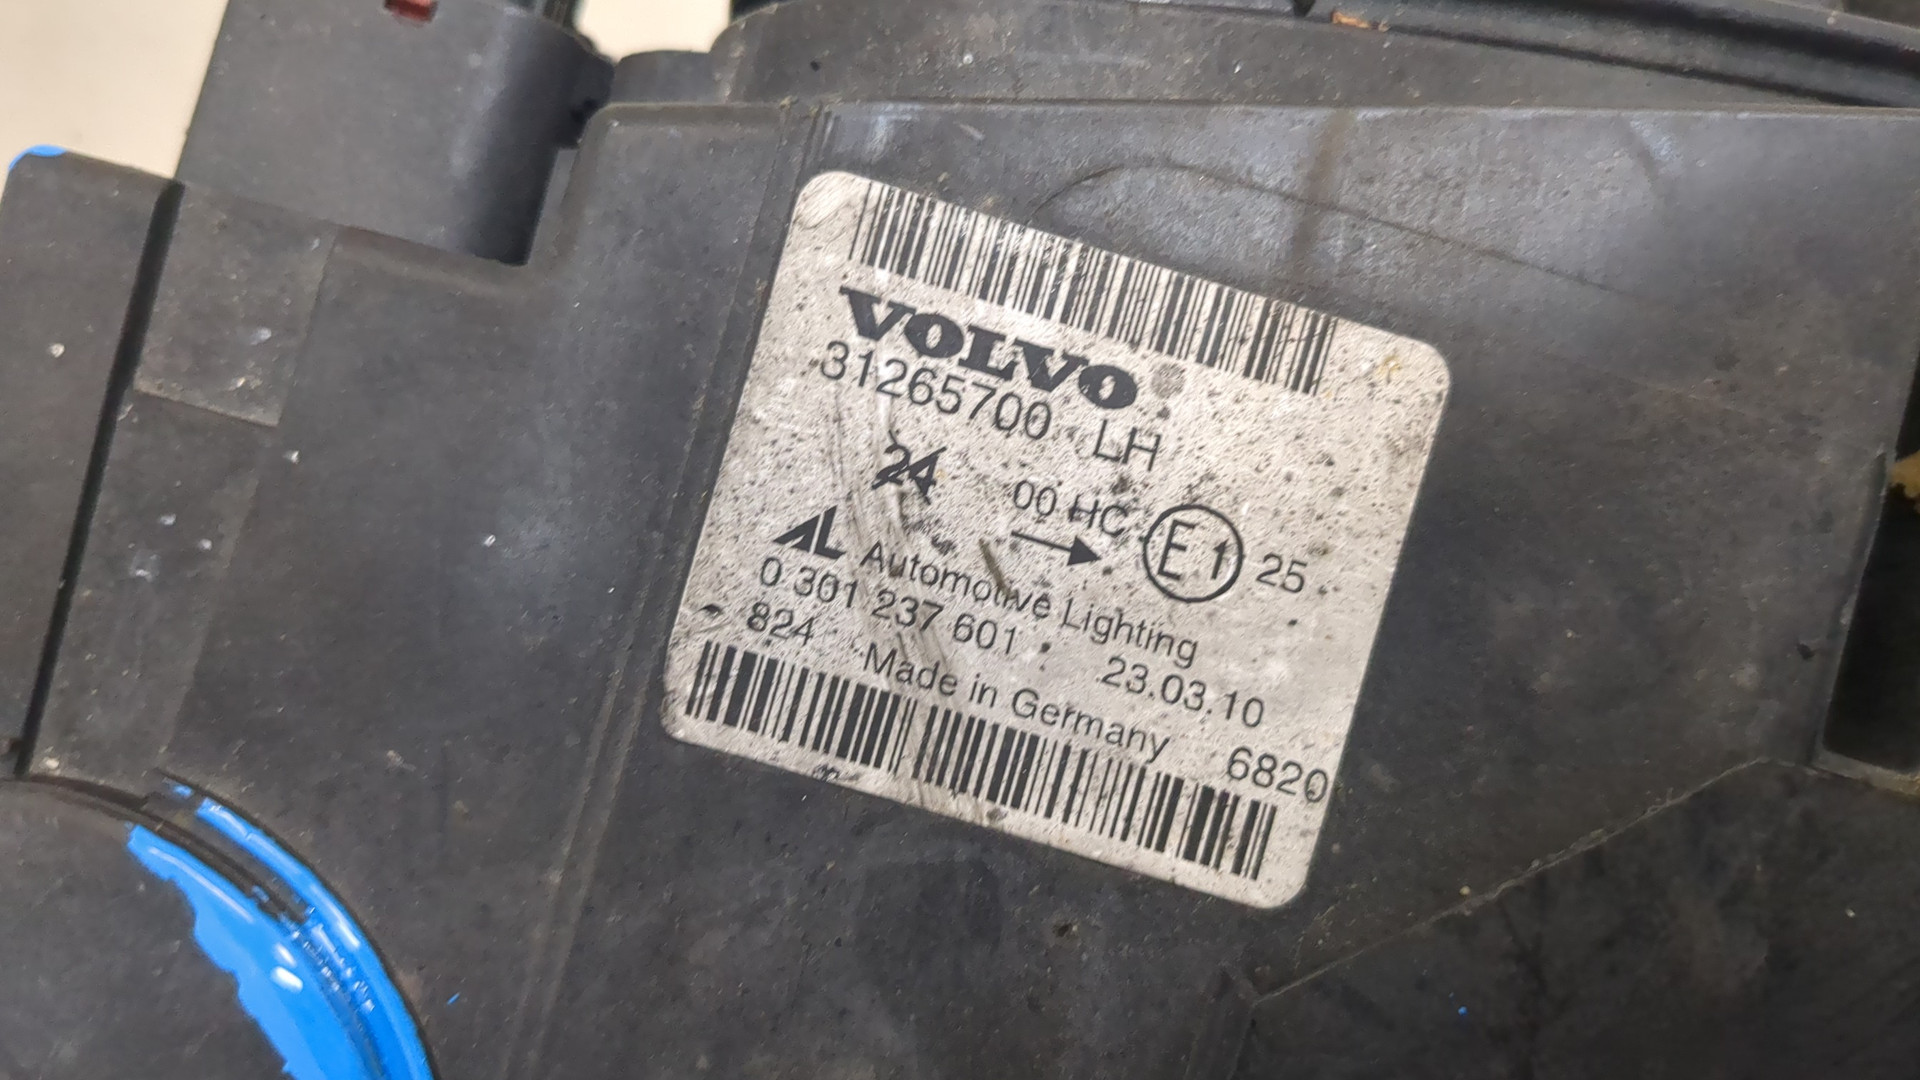 VOLVO
31265700 LH
24 00 HC E1 25
AL Automotive Lighting
0 301 237 601 23.03.10
824 Made in Germany 6820